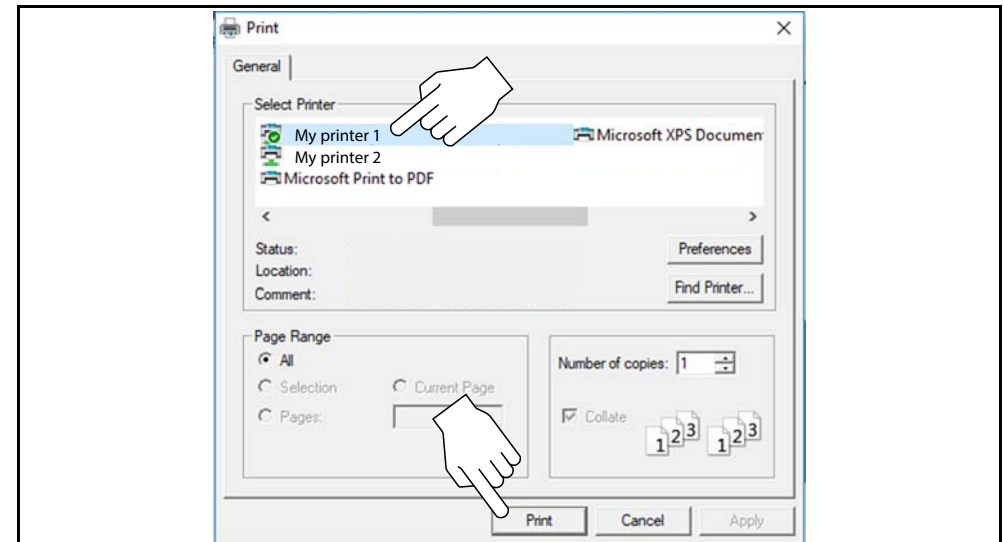 Print
General
Select Printer
My printer 1
Microsoft XPS Documen
My printer 2
Microsoft Print to PDF
Status:
Preferences
Location:
Comment:
Find Printer...
Page Range
All
Number of copies: 1
Selection
Current Page
Pages:
Collate
1 2 3 1 2 3
Print
Cancel
Apply